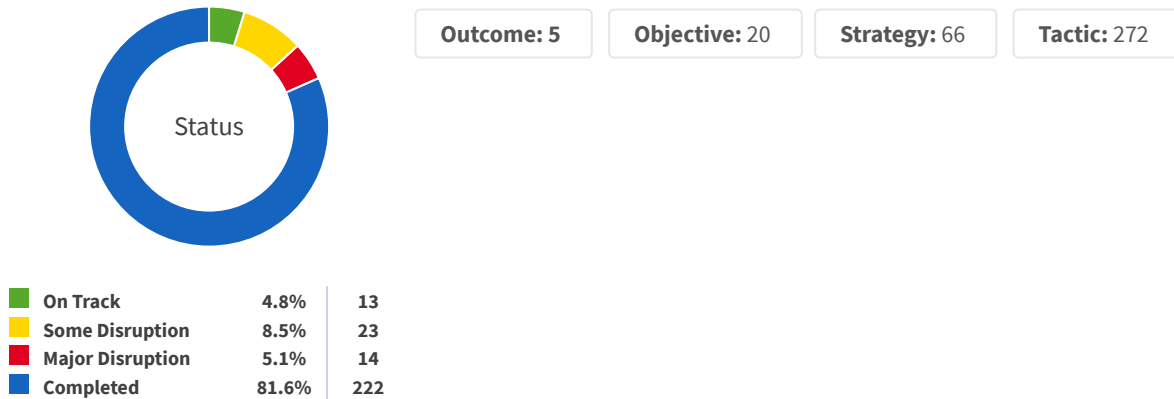 Outcome: 5 Objective: 20 Strategy: 66 Tactic: 272
Status
On Track 4.8% 13
Some Disruption 8.5% 23
Major Disruption 5.1% 14
Completed 81.6% 222